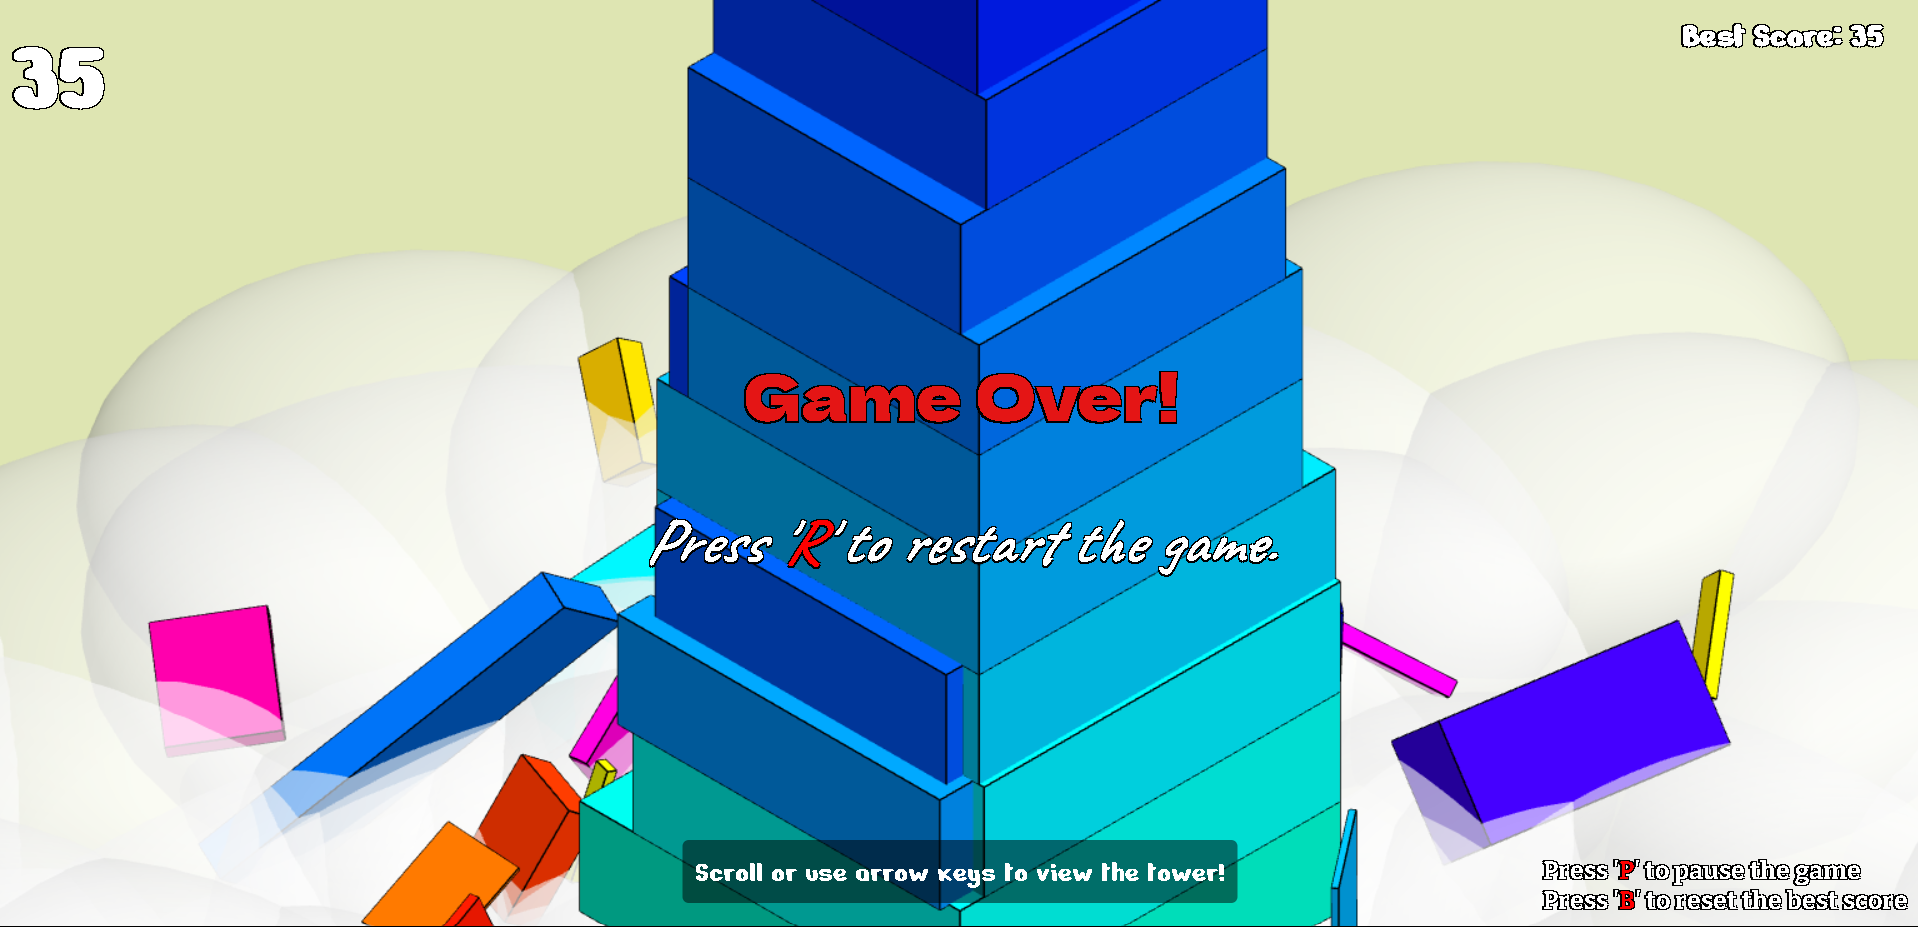 35
Best Score: 35
Game Over!
Press 'R' to restart the game.
Scroll or use arrow keys to view the tower!
Press 'P' to pause the game
Press 'B' to reset the best score